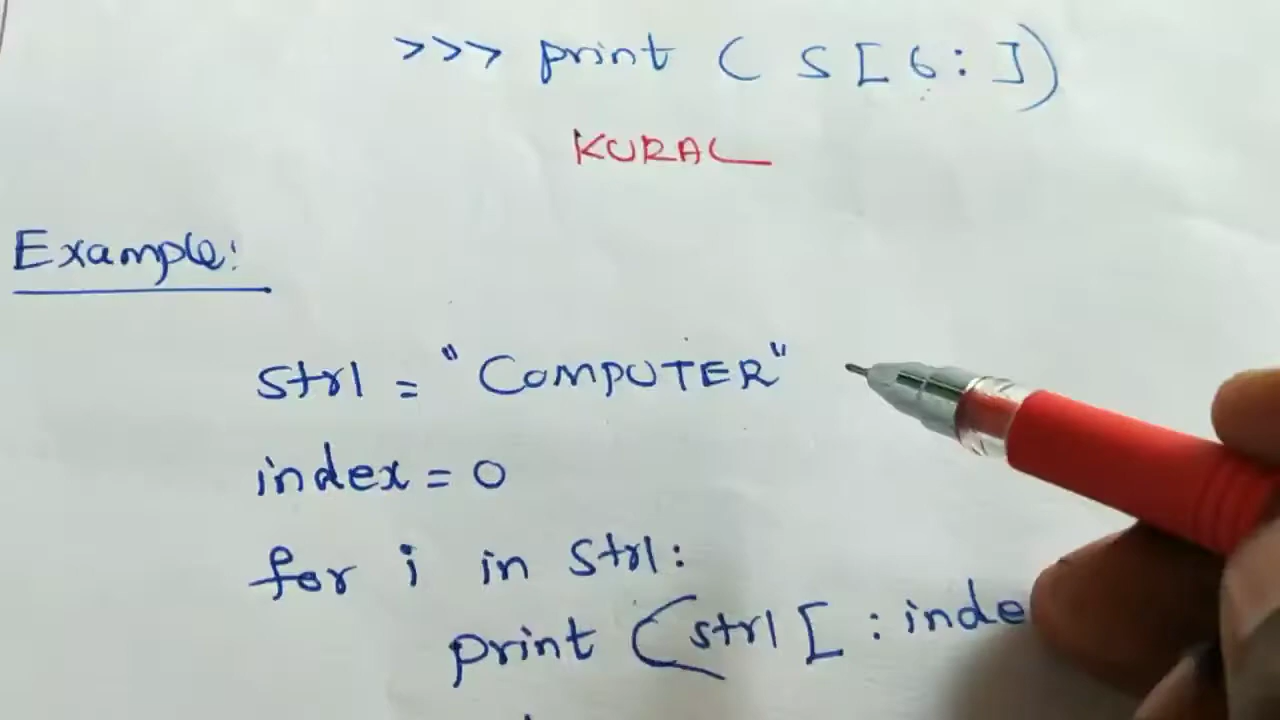 >>> print ( S [ 6 : ] )
KURAL
Example:
str1 = "COMPUTER"
index = 0
for i in str1:
print (str1 [ : inde